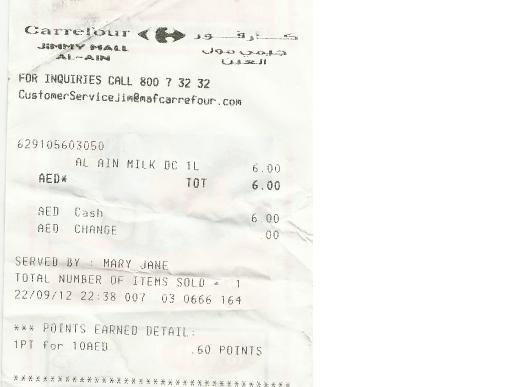 Carrefour كارفور
JIMMY MALL جيمي مول
AL-AIN العين
FOR INQUIRIES CALL 800 7 32 32
CustomerServiceJim@mafcarrefour.com
629105603050
AL AIN MILK DC 1L 6.00
AED* TOT 6.00
AED Cash 6.00
AED CHANGE .00
SERVED BY : MARY JANE
TOTAL NUMBER OF ITEMS SOLD = 1
22/09/12 22:38 007 03 0666 164
*** POINTS EARNED DETAIL:
1PT for 10AED .60 POINTS
****************************************